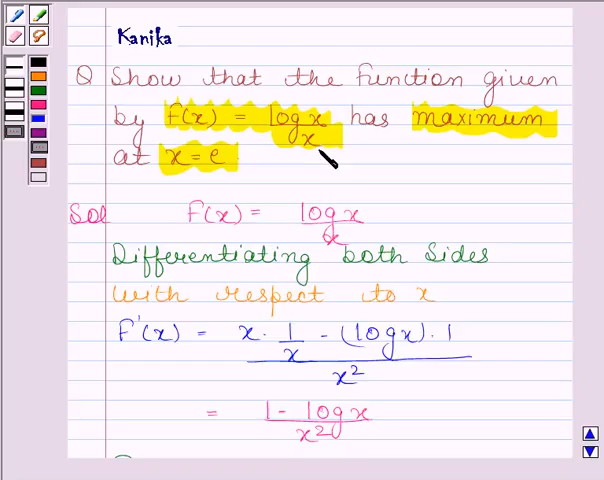 Kanika
Q Show that the function given
by f(x) = log x / x has maximum
at x = e
Sol f(x) = log x / x
Differentiating both sides
with respect to x
f'(x) = x · 1/x - (log x) · 1 / x²
= 1 - log x / x²